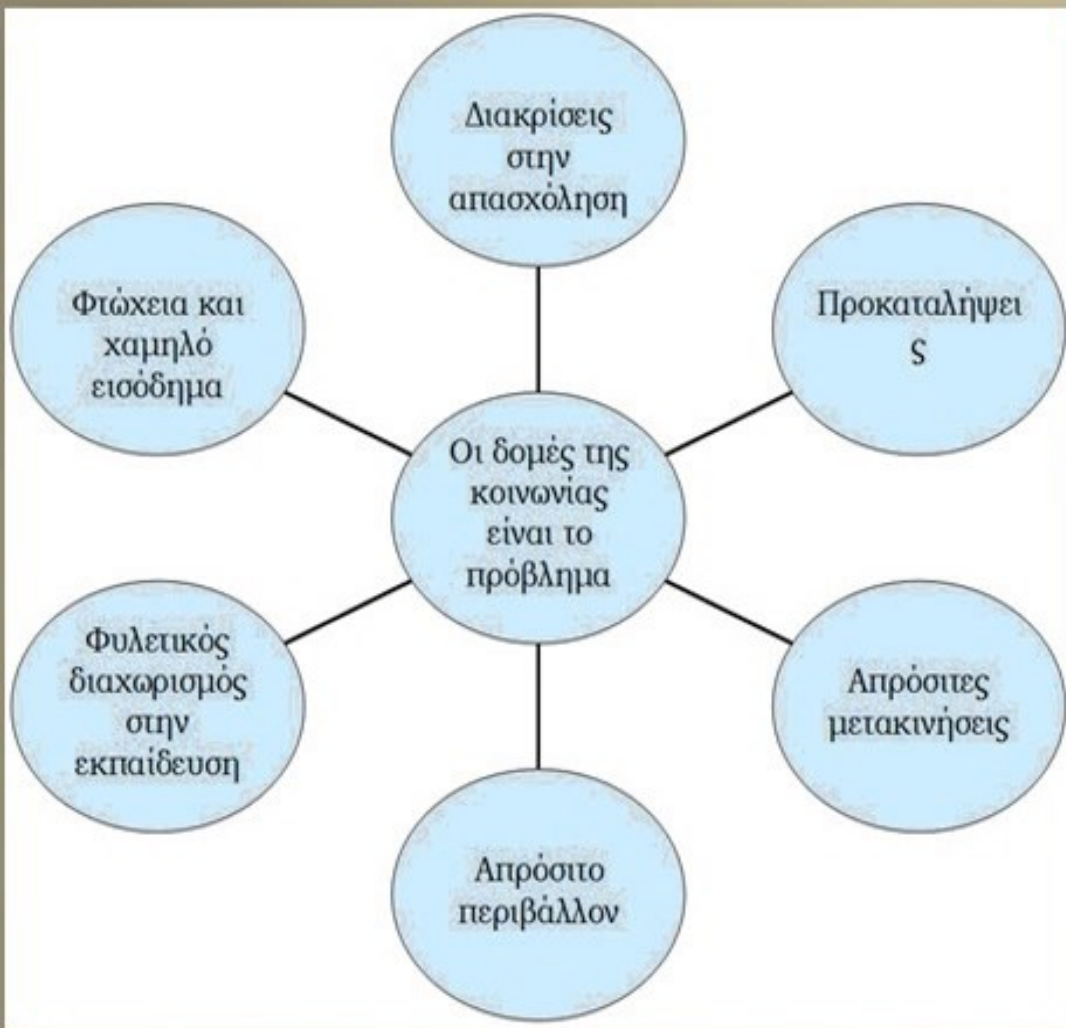 Διακρίσεις
στην
απασχόληση
Φτώχεια και
χαμηλό
εισόδημα
Προκαταλήψει
ς
Οι δομές της
κοινωνίας
είναι το
πρόβλημα
Φυλετικός
διαχωρισμός
στην
εκπαίδευση
Απρόσιτες
μετακινήσεις
Απρόσιτο
περιβάλλον